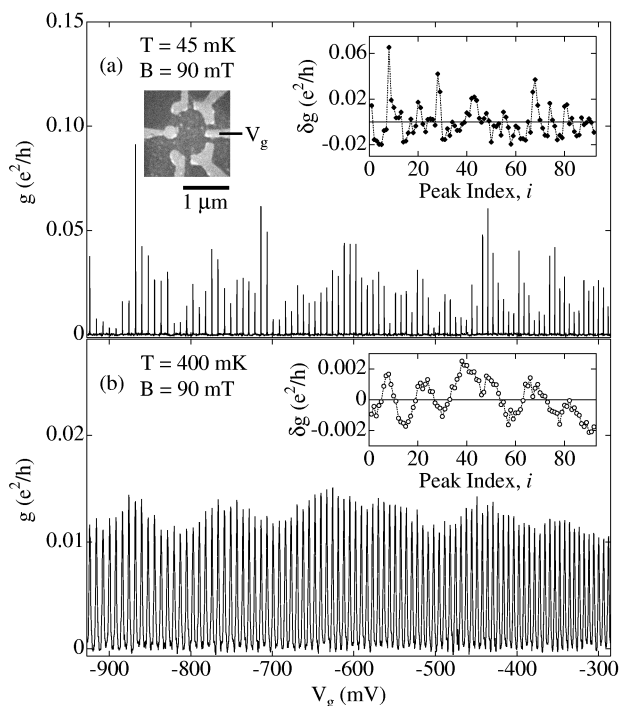 0.15
0.10
0.05
0
g (e²/h)
(a)
T = 45 mK
B = 90 mT
V_g
1 μm
0.06
0.02
-0.02
δg (e²/h)
0 20 40 60 80
Peak Index, i
(b)
T = 400 mK
B = 90 mT
0.02
0.01
0
g (e²/h)
0.002
0
-0.002
δg (e²/h)
0 20 40 60 80
Peak Index, i
-900 -800 -700 -600 -500 -400 -300
V_g (mV)